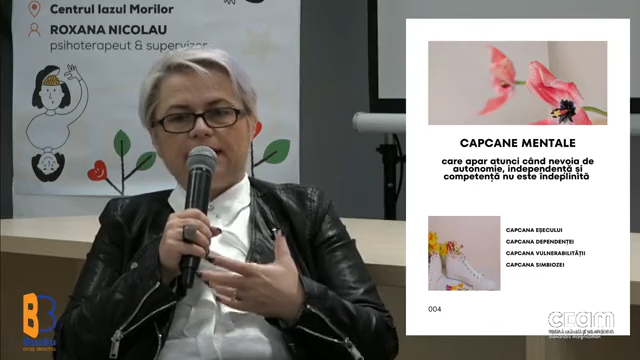 Centrul Iazul Morilor
ROXANA NICOLAU
psihoterapeut & supervizor
CAPCANE MENTALE
care apar atunci când nevoia de
autonomie, independență și
competență nu este îndeplinită
CAPCANA EȘECULUI
CAPCANA DEPENDENȚEI
CAPCANA VULNERABILITĂȚII
CAPCANA SIMBIOZEI
004